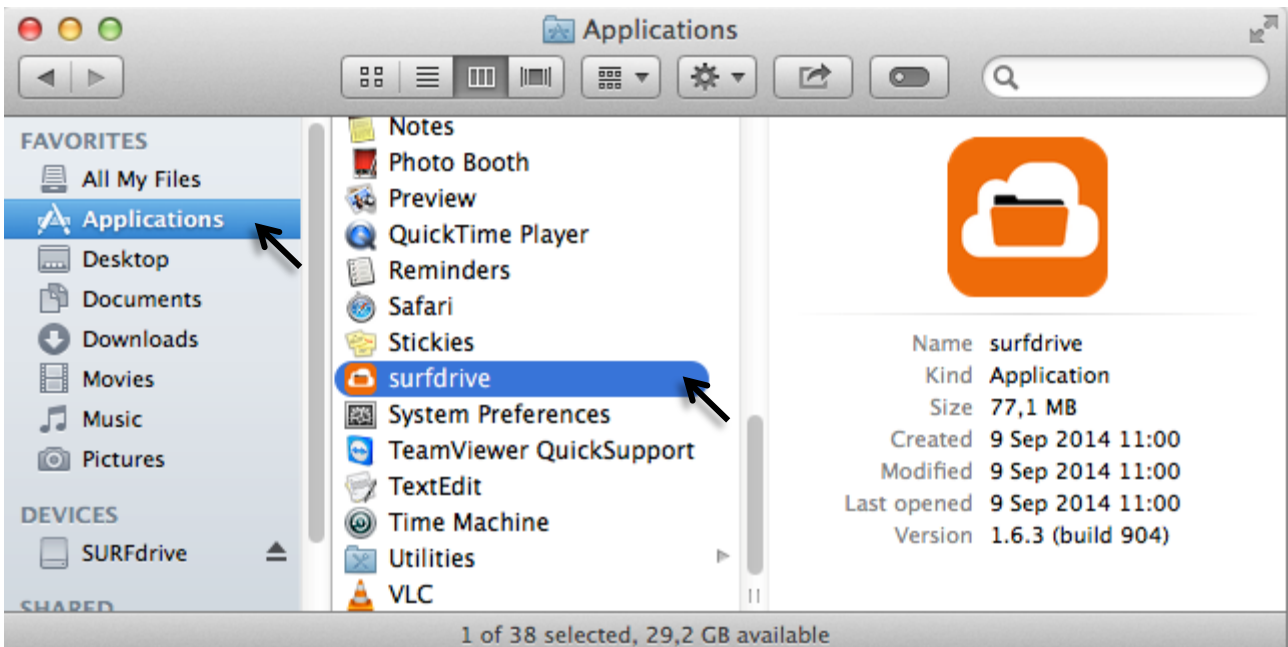 Applications
FAVORITES
All My Files
Applications
Desktop
Documents
Downloads
Movies
Music
Pictures
DEVICES
SURFdrive
SHARED
Notes
Photo Booth
Preview
QuickTime Player
Reminders
Safari
Stickies
surfdrive
System Preferences
TeamViewer QuickSupport
TextEdit
Time Machine
Utilities
VLC
Name surfdrive
Kind Application
Size 77,1 MB
Created 9 Sep 2014 11:00
Modified 9 Sep 2014 11:00
Last opened 9 Sep 2014 11:00
Version 1.6.3 (build 904)
1 of 38 selected, 29,2 GB available